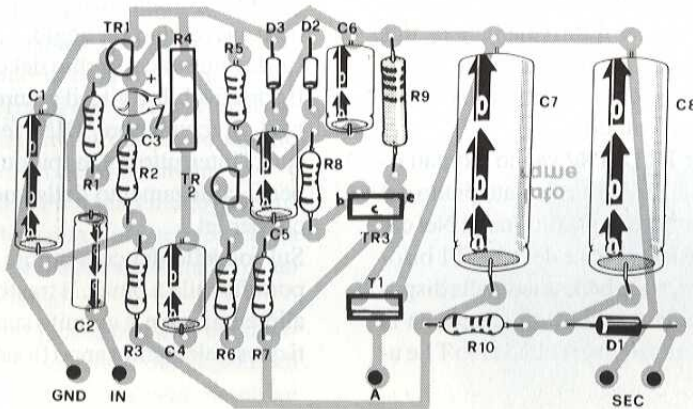 TR1
R4
D3
D2
C6
R5
C1
+
C3
R9
C7
C8
R1
R2
TR
2
R8
b
c
e
C5
TR3
T1
C2
R3
C4
R6
R7
R10
D1
GND
IN
A
SEC